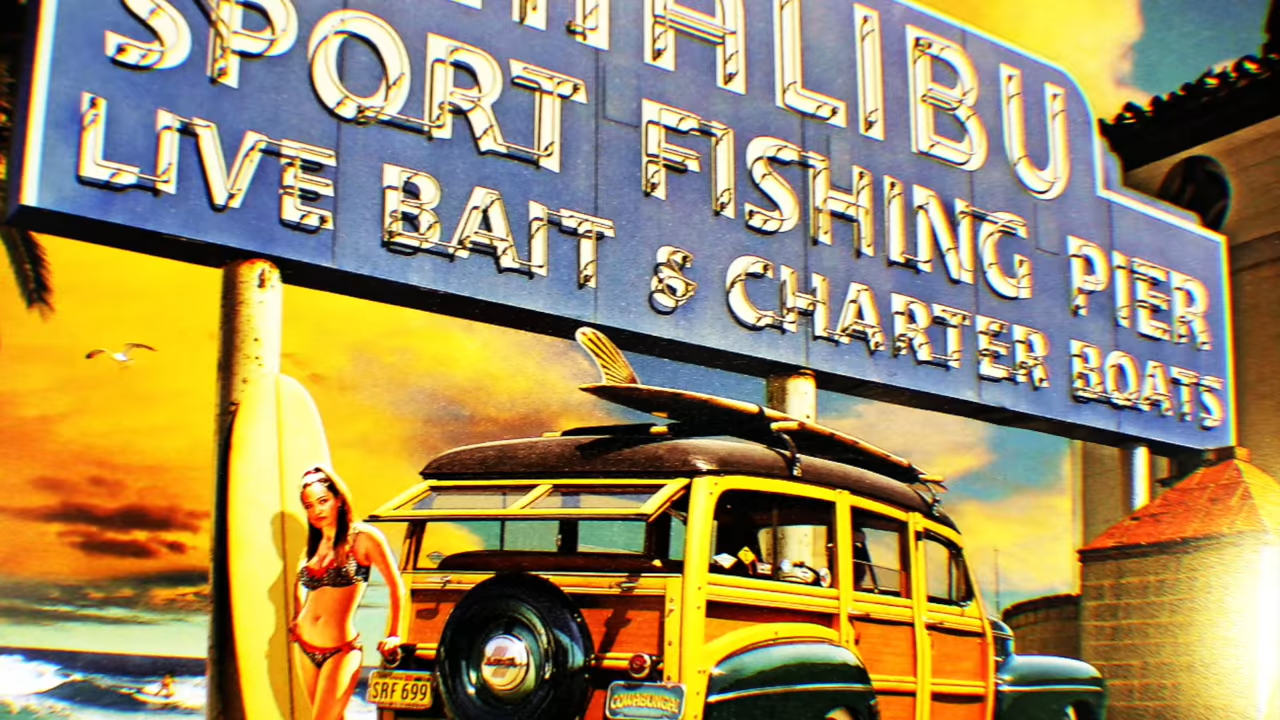 MALIBU
SPORT FISHING PIER
LIVE BAIT & CHARTER BOATS
SRF 699
COWABUNGA!